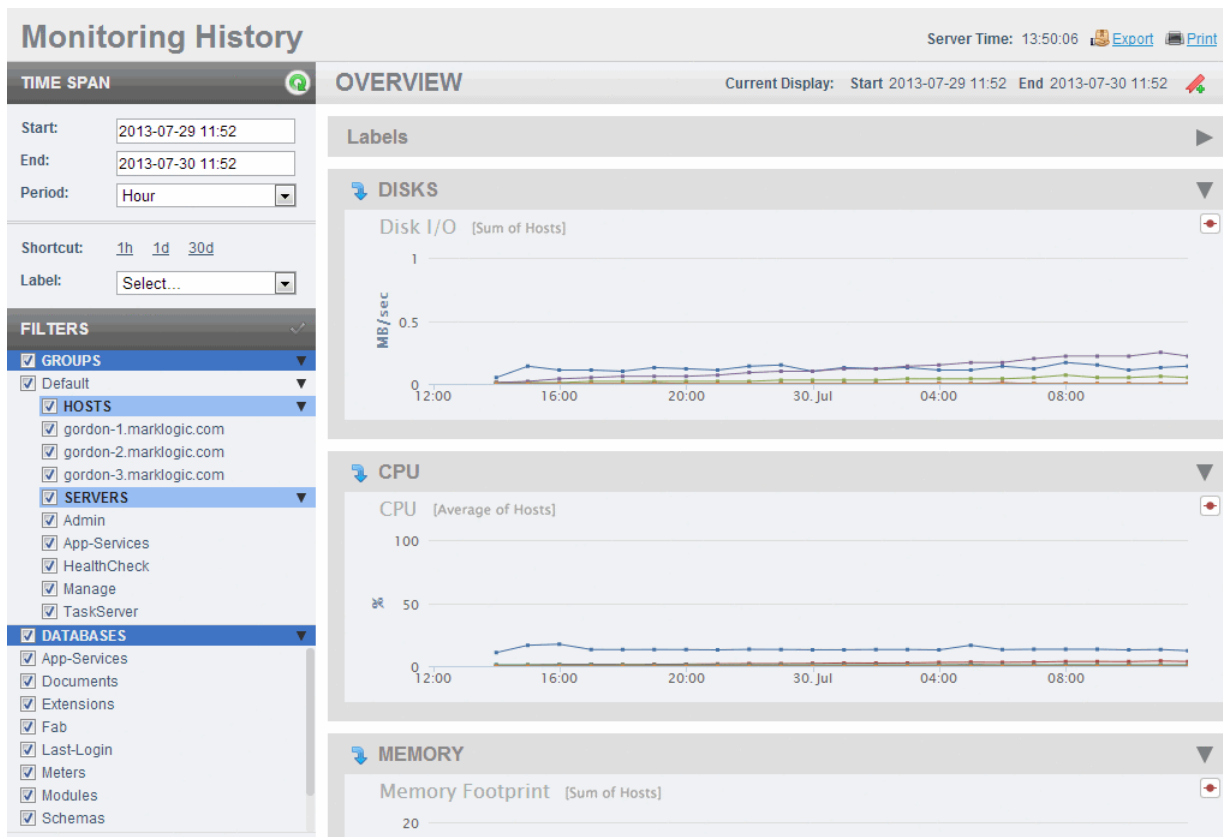 Monitoring History
Server Time: 13:50:06 Export Print
TIME SPAN
Start: 2013-07-29 11:52
End: 2013-07-30 11:52
Period: Hour
Shortcut: 1h 1d 30d
Label: Select...
FILTERS
GROUPS
Default
HOSTS
gordon-1.marklogic.com
gordon-2.marklogic.com
gordon-3.marklogic.com
SERVERS
Admin
App-Services
HealthCheck
Manage
TaskServer
DATABASES
App-Services
Documents
Extensions
Fab
Last-Login
Meters
Modules
Schemas
OVERVIEW
Current Display: Start 2013-07-29 11:52 End 2013-07-30 11:52
Labels
DISKS
Disk I/O [Sum of Hosts]
MB/sec
1
0.5
0
12:00 16:00 20:00 30. Jul 04:00 08:00
CPU
CPU [Average of Hosts]
%
100
50
0
12:00 16:00 20:00 30. Jul 04:00 08:00
MEMORY
Memory Footprint [Sum of Hosts]
20